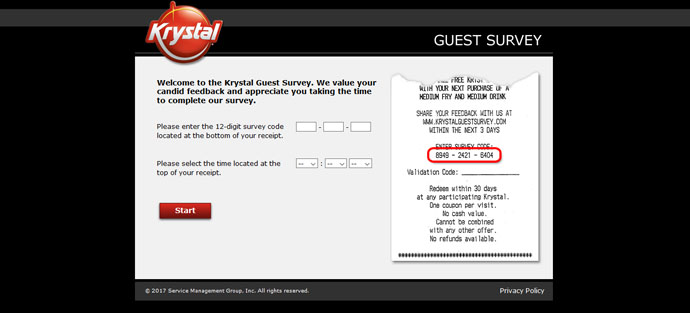 Krystal
GUEST SURVEY
Welcome to the Krystal Guest Survey. We value your
candid feedback and appreciate you taking the time
to complete our survey.
Please enter the 12-digit survey code
located at the bottom of your receipt.
- -
Please select the time located at the
top of your receipt.
-- : -- --
Start
FREE KRYST
WITH YOUR NEXT PURCHASE OF A
MEDIUM FRY AND MEDIUM DRINK
SHARE YOUR FEEDBACK WITH US AT
WWW.KRYSTALGUESTSURVEY.COM
WITHIN THE NEXT 3 DAYS
ENTER SURVEY CODE:
8949 - 2421 - 6404
Validation Code: ______________
Redeem within 30 days
at any participating Krystal.
One coupon per visit.
No cash value.
Cannot be combined
with any other offer.
No refunds available.
© 2017 Service Management Group, Inc. All rights reserved.
Privacy Policy